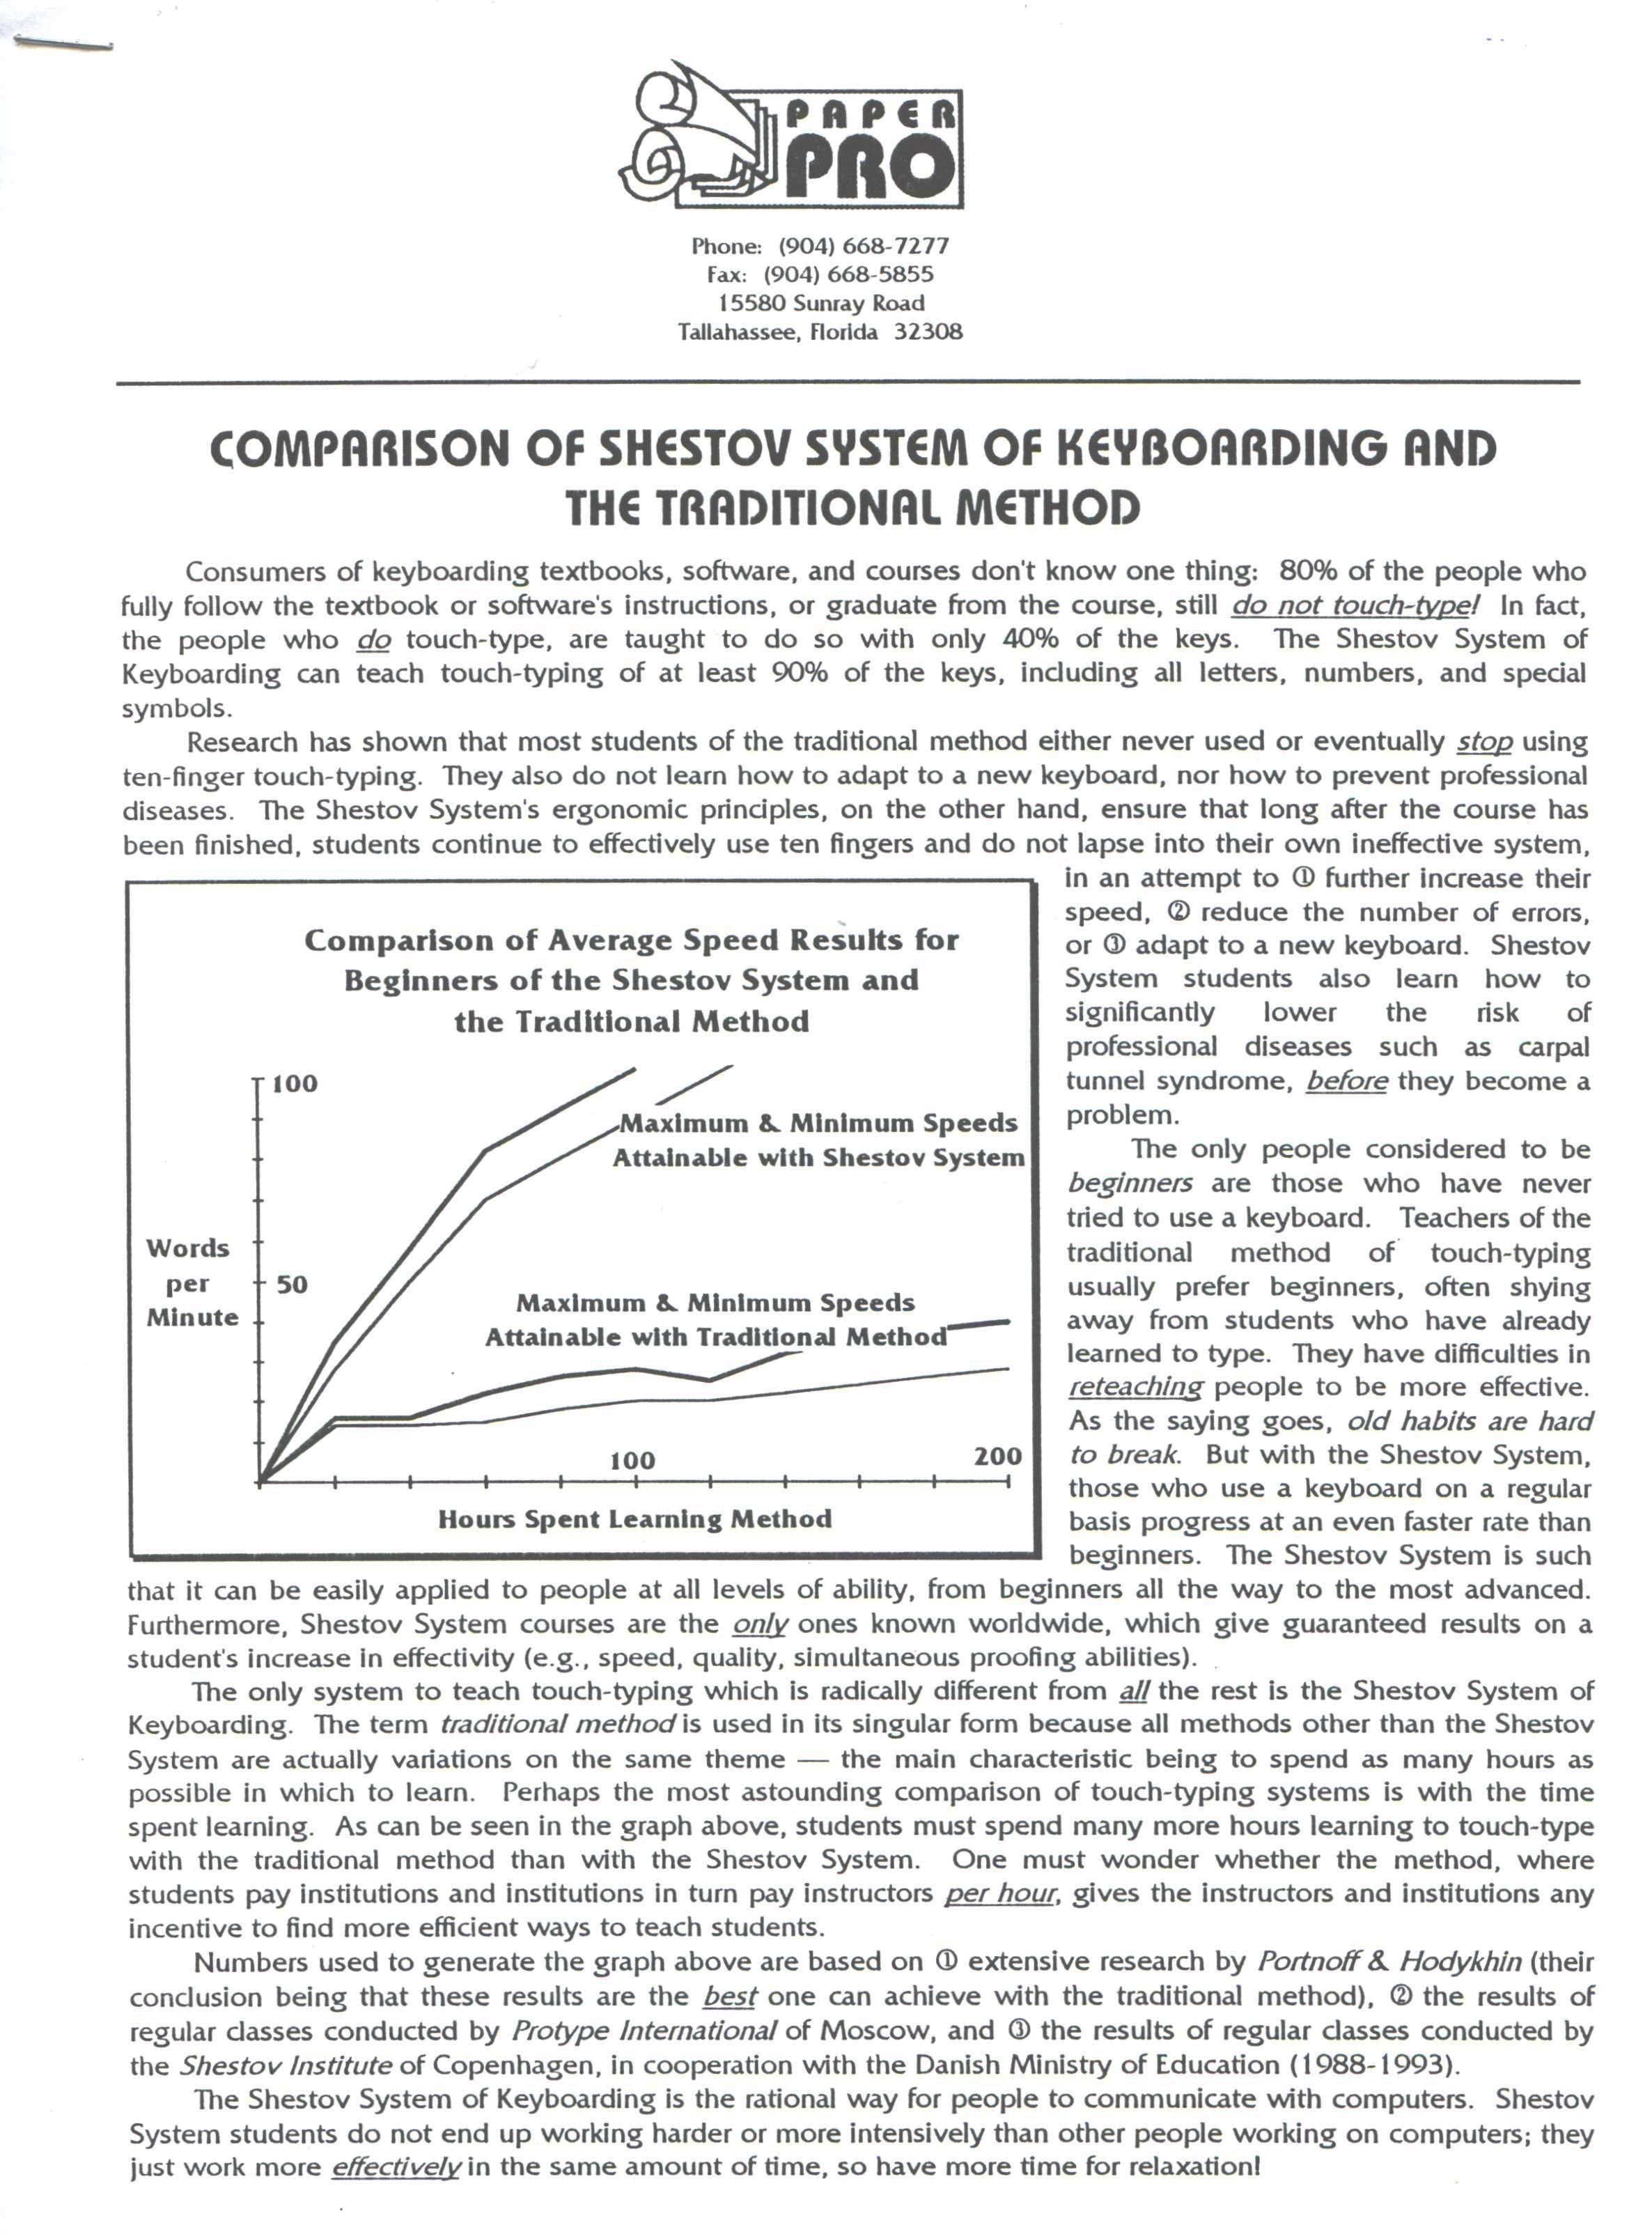 PAPER
PRO
Phone: (904) 668-7277
Fax: (904) 668-5855
15580 Sunray Road
Tallahassee, Florida 32308
COMPARISON OF SHESTOV SYSTEM OF KEYBOARDING AND
THE TRADITIONAL METHOD
Consumers of keyboarding textbooks, software, and courses don't know one thing: 80% of the people who
fully follow the textbook or software's instructions, or graduate from the course, still do not touch-type! In fact,
the people who do touch-type, are taught to do so with only 40% of the keys. The Shestov System of
Keyboarding can teach touch-typing of at least 90% of the keys, including all letters, numbers, and special
symbols.
Research has shown that most students of the traditional method either never used or eventually stop using
ten-finger touch-typing. They also do not learn how to adapt to a new keyboard, nor how to prevent professional
diseases. The Shestov System's ergonomic principles, on the other hand, ensure that long after the course has
been finished, students continue to effectively use ten fingers and do not lapse into their own ineffective system,
in an attempt to ① further increase their
speed, ② reduce the number of errors,
or ③ adapt to a new keyboard. Shestov
System students also learn how to
significantly lower the risk of
professional diseases such as carpal
tunnel syndrome, before they become a
problem.
The only people considered to be
beginners are those who have never
tried to use a keyboard. Teachers of the
traditional method of touch-typing
usually prefer beginners, often shying
away from students who have already
learned to type. They have difficulties in
reteaching people to be more effective.
As the saying goes, old habits are hard
to break. But with the Shestov System,
those who use a keyboard on a regular
basis progress at an even faster rate than
beginners. The Shestov System is such
Comparison of Average Speed Results for
Beginners of the Shestov System and
the Traditional Method
100
Maximum & Minimum Speeds
Attainable with Shestov System
Words
per
Minute
50
Maximum & Minimum Speeds
Attainable with Traditional Method
100
200
Hours Spent Learning Method
that it can be easily applied to people at all levels of ability, from beginners all the way to the most advanced.
Furthermore, Shestov System courses are the only ones known worldwide, which give guaranteed results on a
student's increase in effectivity (e.g., speed, quality, simultaneous proofing abilities).
The only system to teach touch-typing which is radically different from all the rest is the Shestov System of
Keyboarding. The term traditional method is used in its singular form because all methods other than the Shestov
System are actually variations on the same theme — the main characteristic being to spend as many hours as
possible in which to learn. Perhaps the most astounding comparison of touch-typing systems is with the time
spent learning. As can be seen in the graph above, students must spend many more hours learning to touch-type
with the traditional method than with the Shestov System. One must wonder whether the method, where
students pay institutions and institutions in turn pay instructors per hour, gives the instructors and institutions any
incentive to find more efficient ways to teach students.
Numbers used to generate the graph above are based on ① extensive research by Portnoff & Hodykhin (their
conclusion being that these results are the best one can achieve with the traditional method), ② the results of
regular classes conducted by Protype International of Moscow, and ③ the results of regular classes conducted by
the Shestov Institute of Copenhagen, in cooperation with the Danish Ministry of Education (1988-1993).
The Shestov System of Keyboarding is the rational way for people to communicate with computers. Shestov
System students do not end up working harder or more intensively than other people working on computers; they
just work more effectively in the same amount of time, so have more time for relaxation!